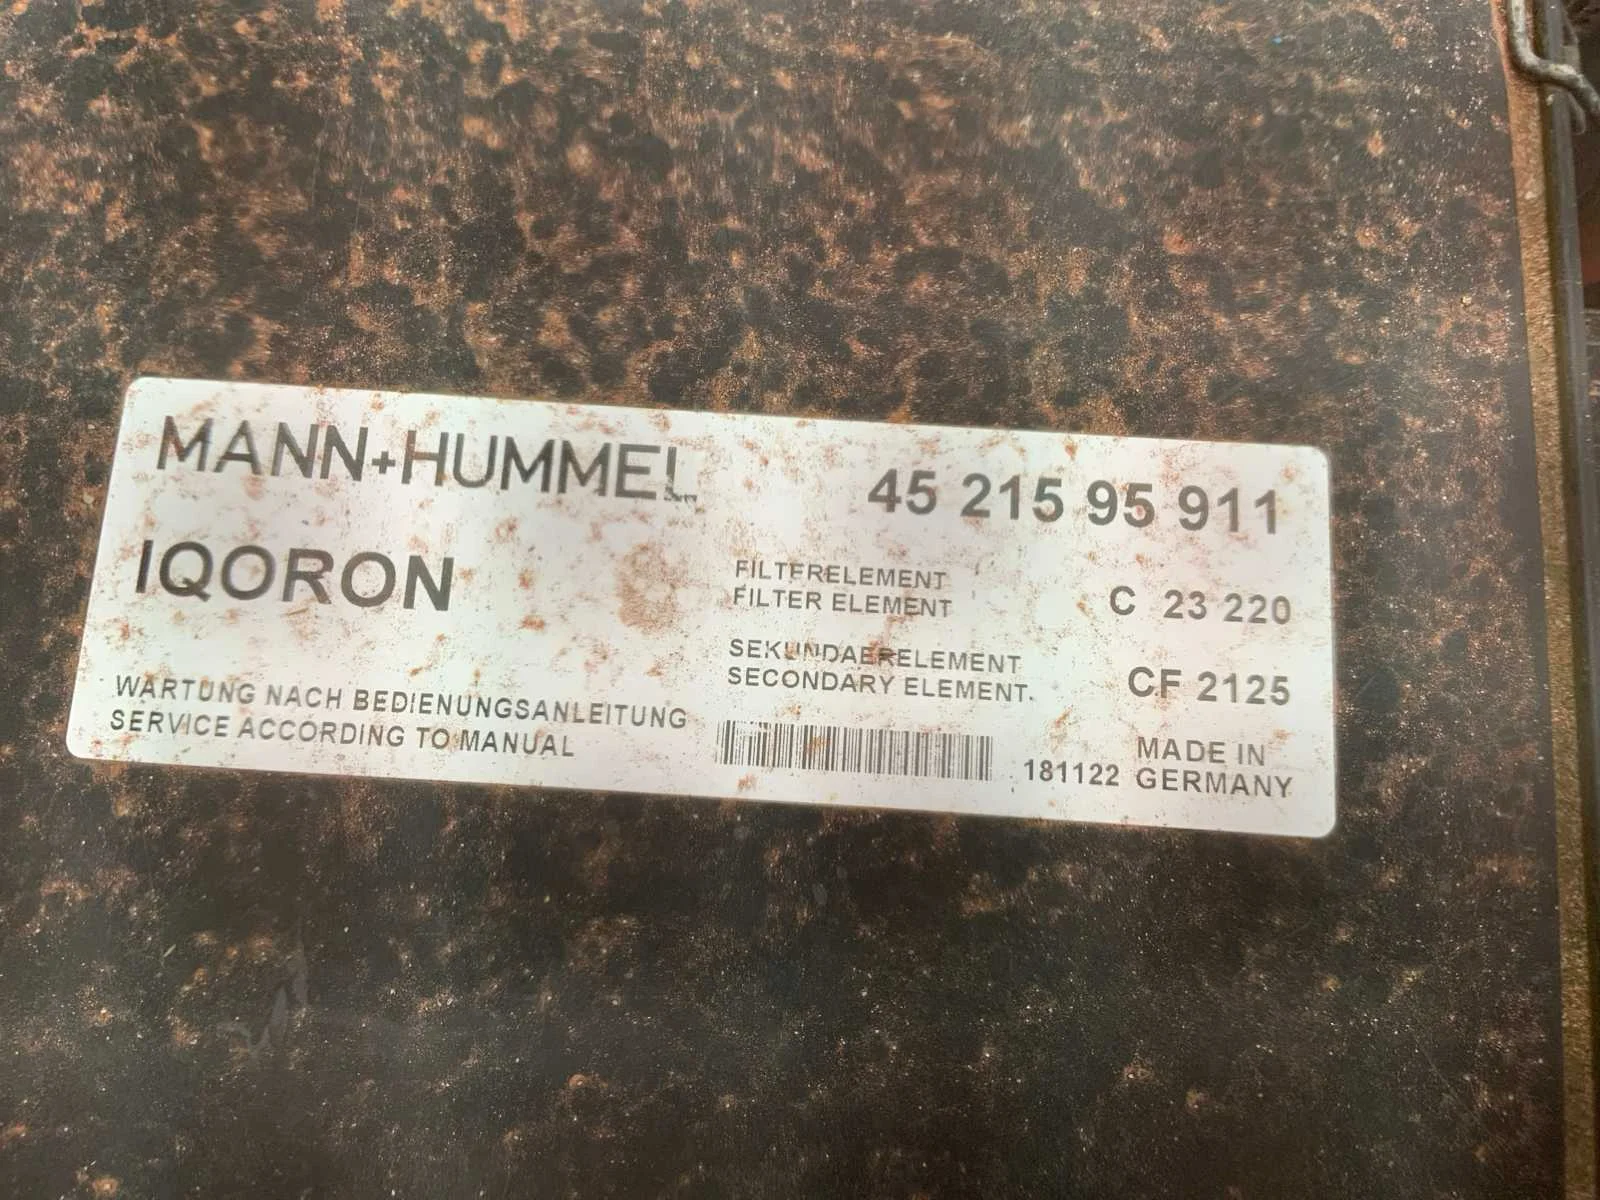 MANN+HUMMEL
IQORON
WARTUNG NACH BEDIENUNGSANLEITUNG
SERVICE ACCORDING TO MANUAL
45 215 95 911
FILTERELEMENT
FILTER ELEMENT
C 23 220
SEKUNDAERELEMENT
SECONDARY ELEMENT.
CF 2125
181122
MADE IN
GERMANY